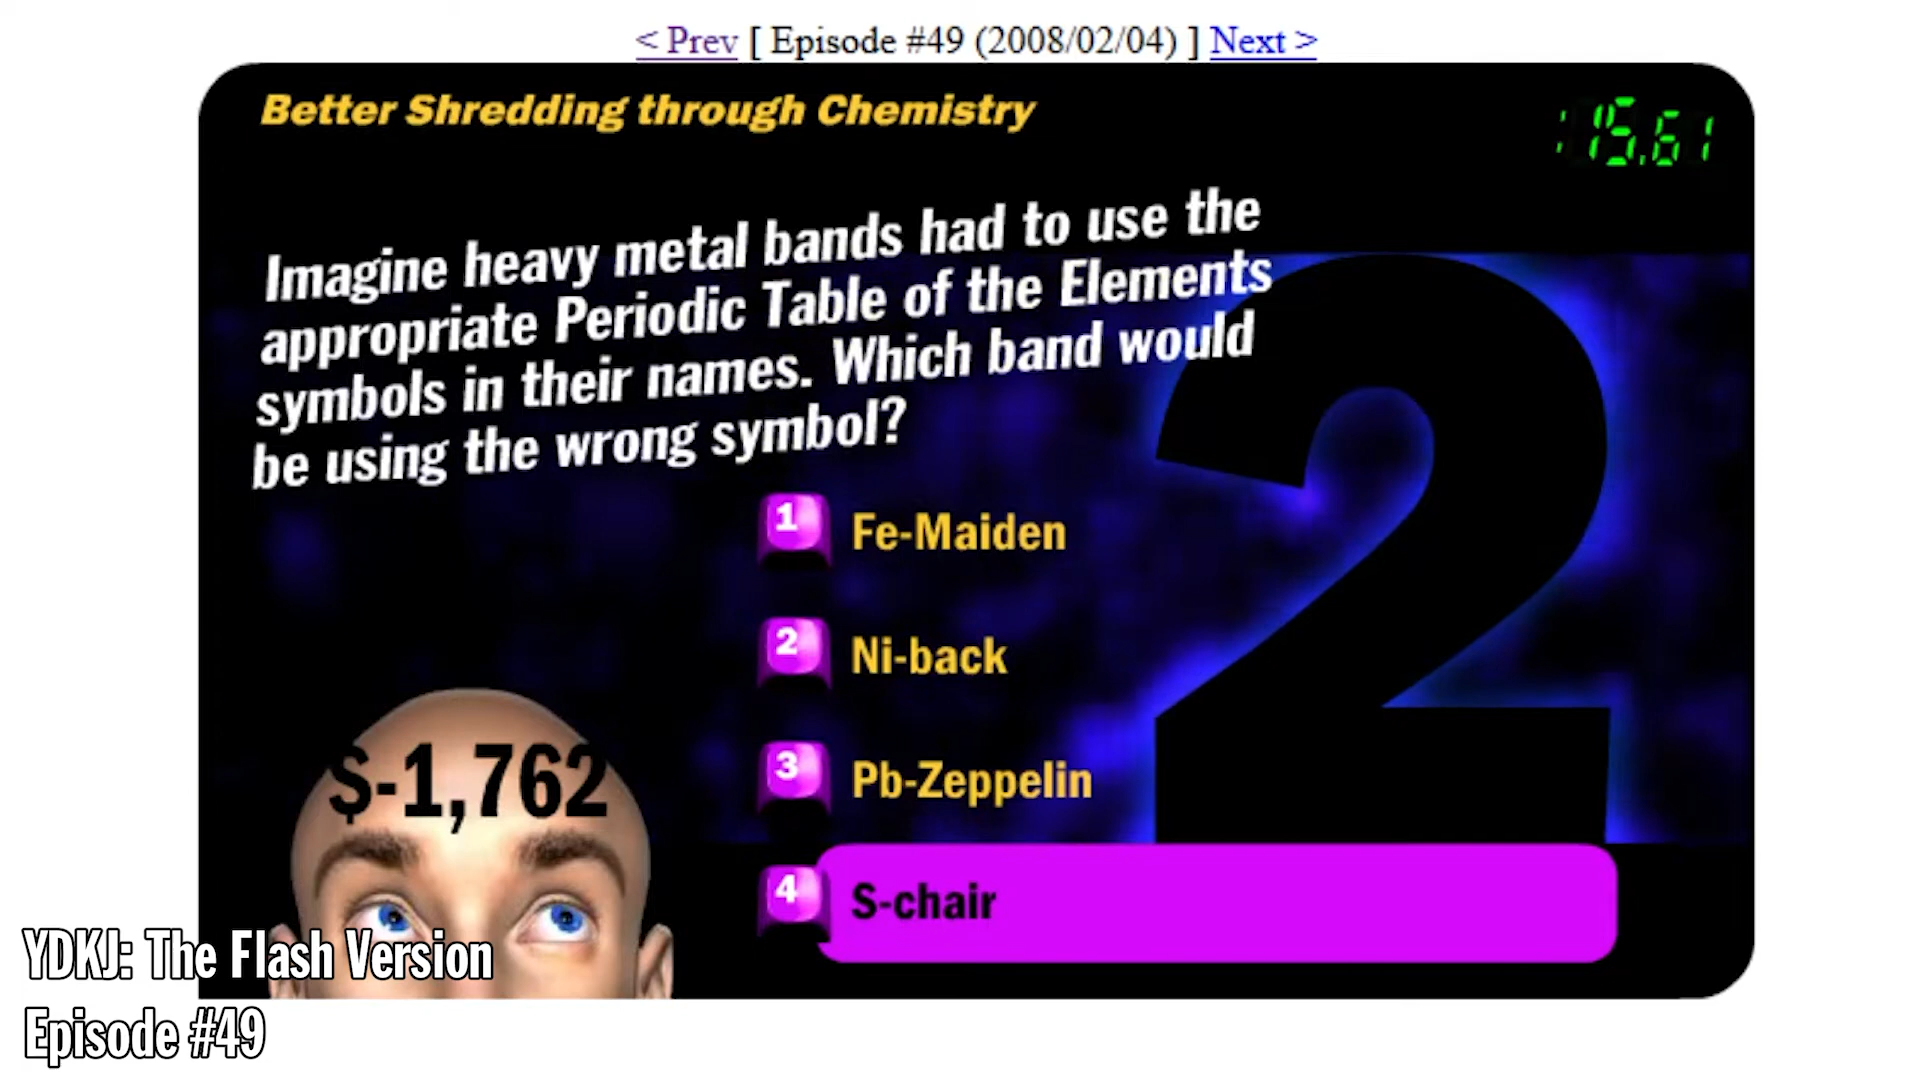 < Prev [ Episode #49 (2008/02/04) ] Next >
Better Shredding through Chemistry
15.61
Imagine heavy metal bands had to use the
appropriate Periodic Table of the Elements
symbols in their names. Which band would
be using the wrong symbol?
2
1 Fe-Maiden
2 Ni-back
3 Pb-Zeppelin
4 S-chair
$-1,762
YDKJ: The Flash Version
Episode #49